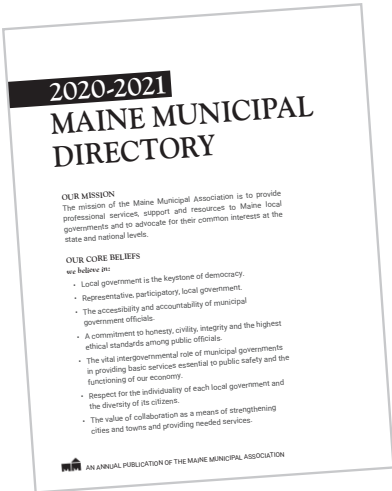 2020-2021
MAINE MUNICIPAL
DIRECTORY
OUR MISSION
The mission of the Maine Municipal Association is to provide
professional services, support and resources to Maine local
governments and to advocate for their common interests at the
state and national levels.
OUR CORE BELIEFS
we believe in:
• Local government is the keystone of democracy.
• Representative, participatory, local government.
• The accessibility and accountability of municipal
government officials.
• A commitment to honesty, civility, integrity and the highest
ethical standards among public officials.
• The vital intergovernmental role of municipal governments
in providing basic services essential to public safety and the
functioning of our economy.
• Respect for the individuality of each local government and
the diversity of its citizens.
• The value of collaboration as a means of strengthening
cities and towns and providing needed services.
AN ANNUAL PUBLICATION OF THE MAINE MUNICIPAL ASSOCIATION